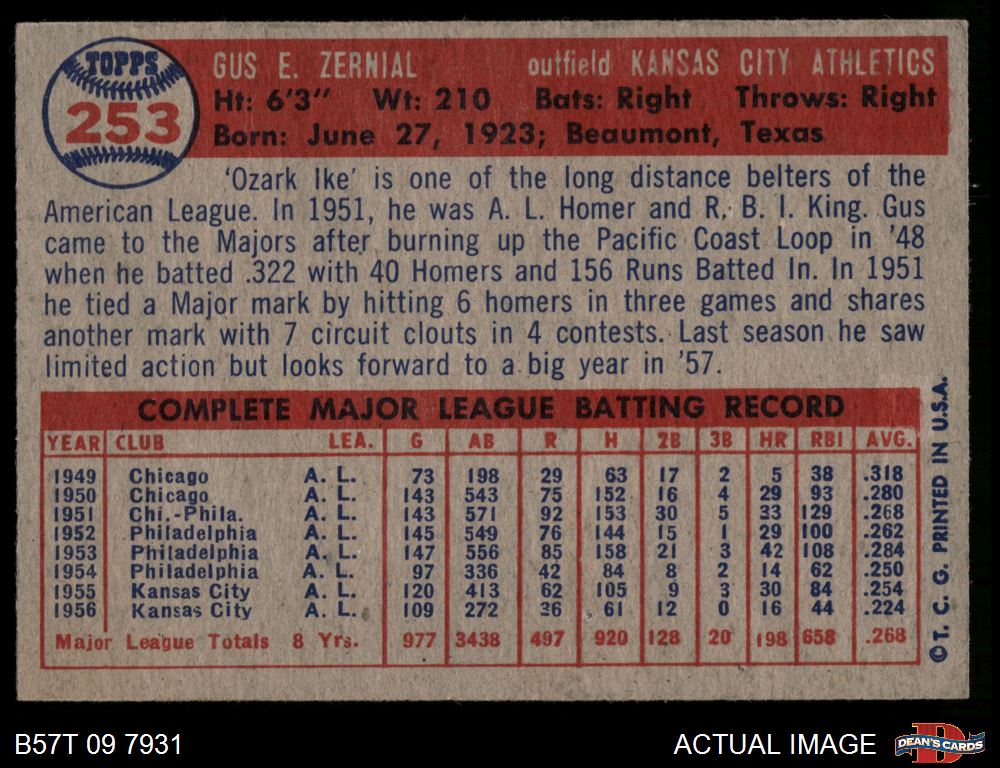 TOPPS
253
GUS E. ZERNIAL outfield KANSAS CITY ATHLETICS
Ht: 6'3" Wt: 210 Bats: Right Throws: Right
Born: June 27, 1923; Beaumont, Texas
'Ozark Ike' is one of the long distance belters of the
American League. In 1951, he was A. L. Homer and R. B. I. King. Gus
came to the Majors after burning up the Pacific Coast Loop in '48
when he batted .322 with 40 Homers and 156 Runs Batted In. In 1951
he tied a Major mark by hitting 6 homers in three games and shares
another mark with 7 circuit clouts in 4 contests. Last season he saw
limited action but looks forward to a big year in '57.
COMPLETE MAJOR LEAGUE BATTING RECORD
YEAR CLUB LEA. G AB R H 2B 3B HR RBI AVG.
1949 Chicago A. L. 73 198 29 63 17 2 5 38 .318
1950 Chicago A. L. 143 543 75 152 16 4 29 93 .280
1951 Chi.-Phila. A. L. 143 571 92 153 30 5 33 129 .268
1952 Philadelphia A. L. 145 549 76 144 15 1 29 100 .262
1953 Philadelphia A. L. 147 556 85 158 21 3 42 108 .284
1954 Philadelphia A. L. 97 336 42 84 8 2 14 62 .250
1955 Kansas City A. L. 120 413 62 105 9 3 30 84 .254
1956 Kansas City A. L. 109 272 36 61 12 0 16 44 .224
Major League Totals 8 Yrs. 977 3438 497 920 128 20 198 658 .268
©T. C. G. PRINTED IN U.S.A.
B57T 09 7931
ACTUAL IMAGE
D
DEAN'S CARDS